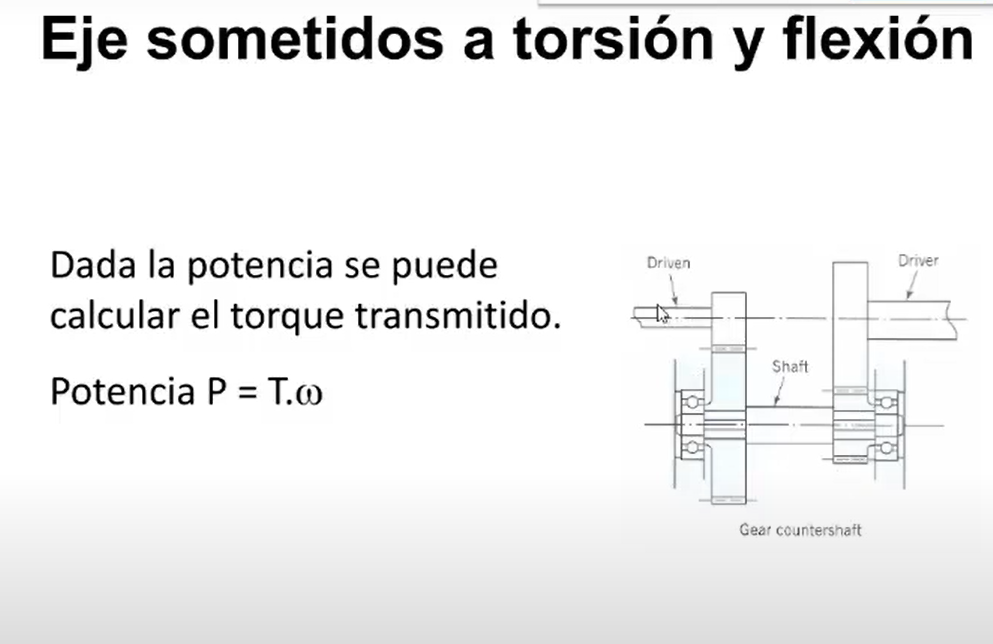 Eje sometidos a torsión y flexión
Dada la potencia se puede
calcular el torque transmitido.
Potencia P = T.ω
Driven
Driver
Shaft
Gear countershaft